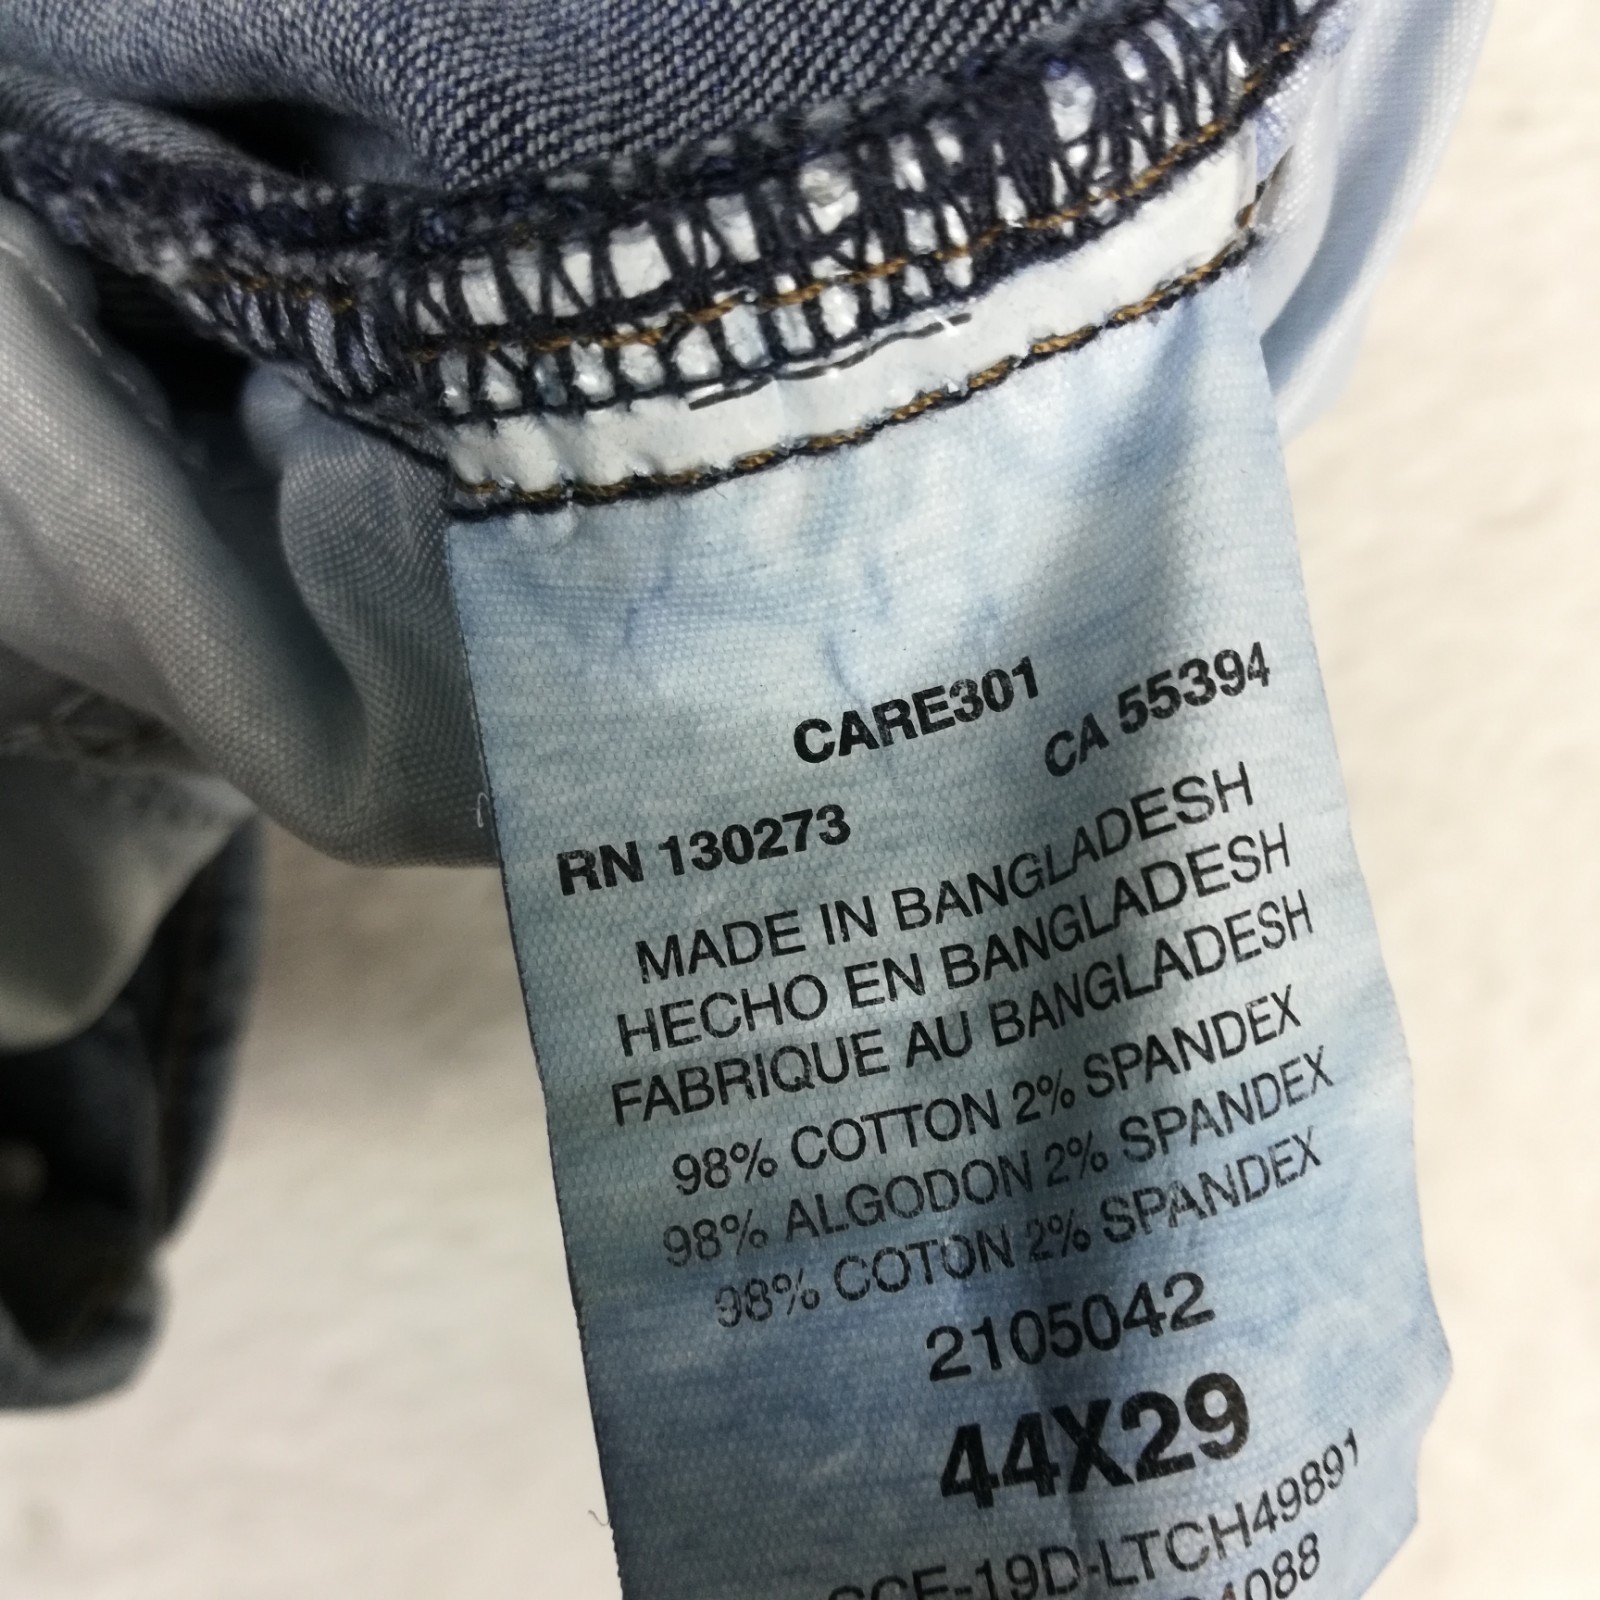 CARE301
RN 130273 CA 55394
MADE IN BANGLADESH
HECHO EN BANGLADESH
FABRIQUE AU BANGLADESH
98% COTTON 2% SPANDEX
98% ALGODON 2% SPANDEX
98% COTON 2% SPANDEX
2105042
44X29